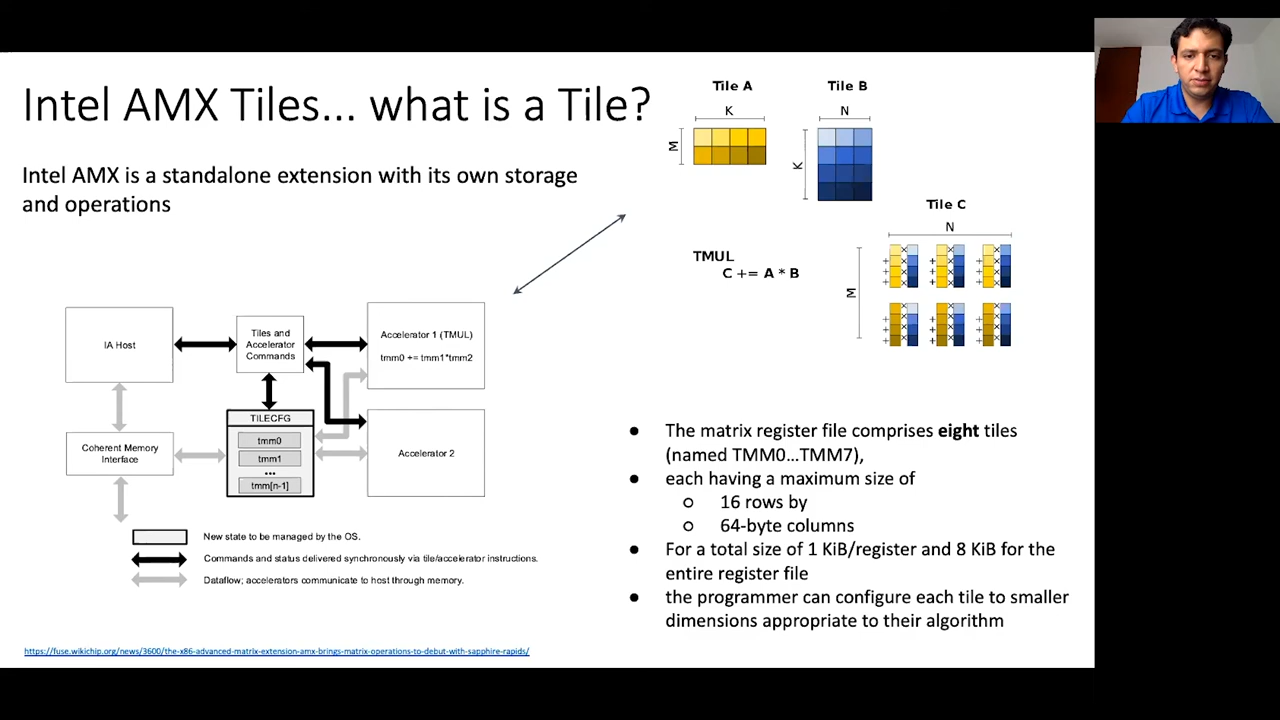 Intel AMX Tiles... what is a Tile?
Intel AMX is a standalone extension with its own storage
and operations
Tile A
K
M
Tile B
N
K
Tile C
N
M
TMUL
C += A * B
IA Host
Tiles and
Accelerator
Commands
Accelerator 1 (TMUL)
tmm0 += tmm1*tmm2
Coherent Memory
Interface
TILECFG
tmm0
tmm1
...
tmm[n-1]
Accelerator 2
New state to be managed by the OS.
Commands and status delivered synchronously via tile/accelerator instructions.
Dataflow; accelerators communicate to host through memory.
● The matrix register file comprises eight tiles
(named TMM0...TMM7),
● each having a maximum size of
○ 16 rows by
○ 64-byte columns
● For a total size of 1 KiB/register and 8 KiB for the
entire register file
● the programmer can configure each tile to smaller
dimensions appropriate to their algorithm
https://fuse.wikichip.org/news/3600/the-x86-advanced-matrix-extension-amx-brings-matrix-operations-to-debut-with-sapphire-rapids/